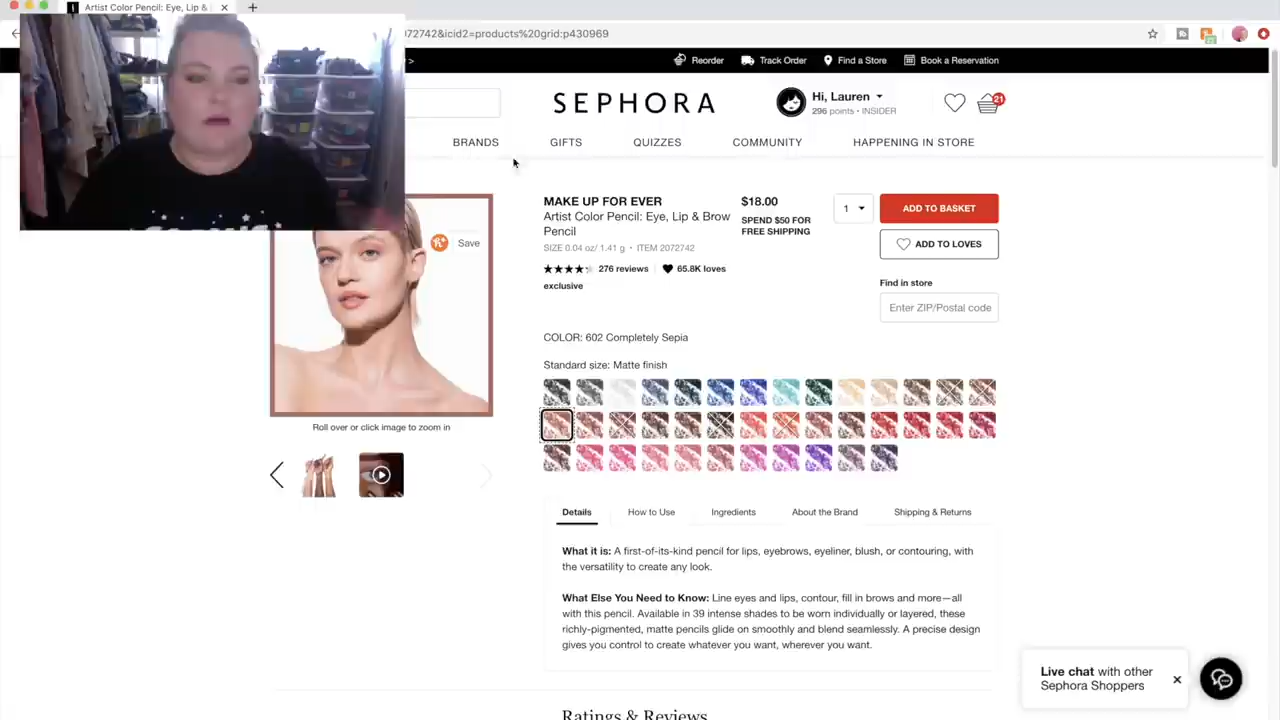 Artist Color Pencil: Eye, Lip &
072742&icid2=products%20grid:p430969
>
Reorder
Track Order
Find a Store
Book a Reservation
SEPHORA
Hi, Lauren
296 points • INSIDER
21
BRANDS
GIFTS
QUIZZES
COMMUNITY
HAPPENING IN STORE
Save
Roll over or click image to zoom in
MAKE UP FOR EVER
Artist Color Pencil: Eye, Lip & Brow
Pencil
SIZE 0.04 oz/ 1.41 g • ITEM 2072742
276 reviews
65.8K loves
exclusive
$18.00
SPEND $50 FOR
FREE SHIPPING
1
ADD TO BASKET
ADD TO LOVES
Find in store
Enter ZIP/Postal code
COLOR: 602 Completely Sepia
Standard size: Matte finish
Details
How to Use
Ingredients
About the Brand
Shipping & Returns
What it is: A first-of-its-kind pencil for lips, eyebrows, eyeliner, blush, or contouring, with
the versatility to create any look.
What Else You Need to Know: Line eyes and lips, contour, fill in brows and more—all
with this pencil. Available in 39 intense shades to be worn individually or layered, these
richly-pigmented, matte pencils glide on smoothly and blend seamlessly. A precise design
gives you control to create whatever you want, wherever you want.
Live chat with other
Sephora Shoppers
Ratings & Reviews